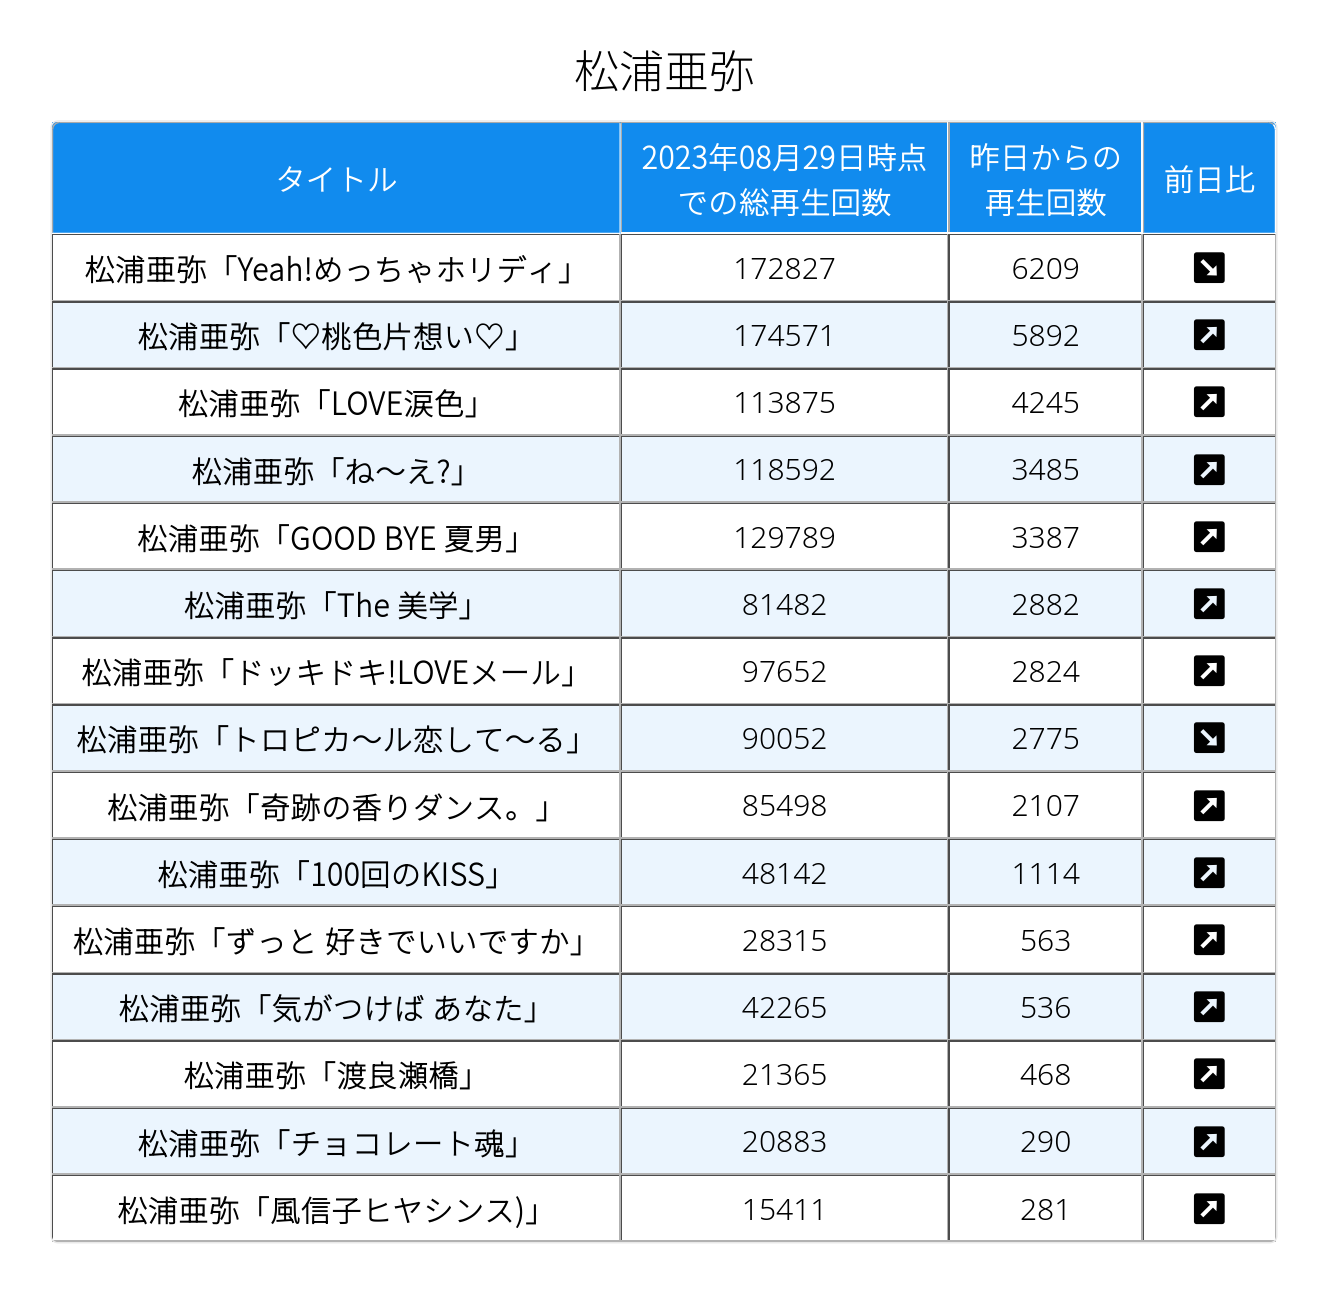 松浦亜弥
タイトル
2023年08月29日時点
での総再生回数
昨日からの
再生回数
前日比
松浦亜弥「Yeah!めっちゃホリディ」 172827 6209
松浦亜弥「♡桃色片想い♡」 174571 5892
松浦亜弥「LOVE涙色」 113875 4245
松浦亜弥「ね〜え?」 118592 3485
松浦亜弥「GOOD BYE 夏男」 129789 3387
松浦亜弥「The 美学」 81482 2882
松浦亜弥「ドッキドキ!LOVEメール」 97652 2824
松浦亜弥「トロピカ〜ル恋して〜る」 90052 2775
松浦亜弥「奇跡の香りダンス。」 85498 2107
松浦亜弥「100回のKISS」 48142 1114
松浦亜弥「ずっと 好きでいいですか」 28315 563
松浦亜弥「気がつけば あなた」 42265 536
松浦亜弥「渡良瀬橋」 21365 468
松浦亜弥「チョコレート魂」 20883 290
松浦亜弥「風信子ヒヤシンス)」 15411 281